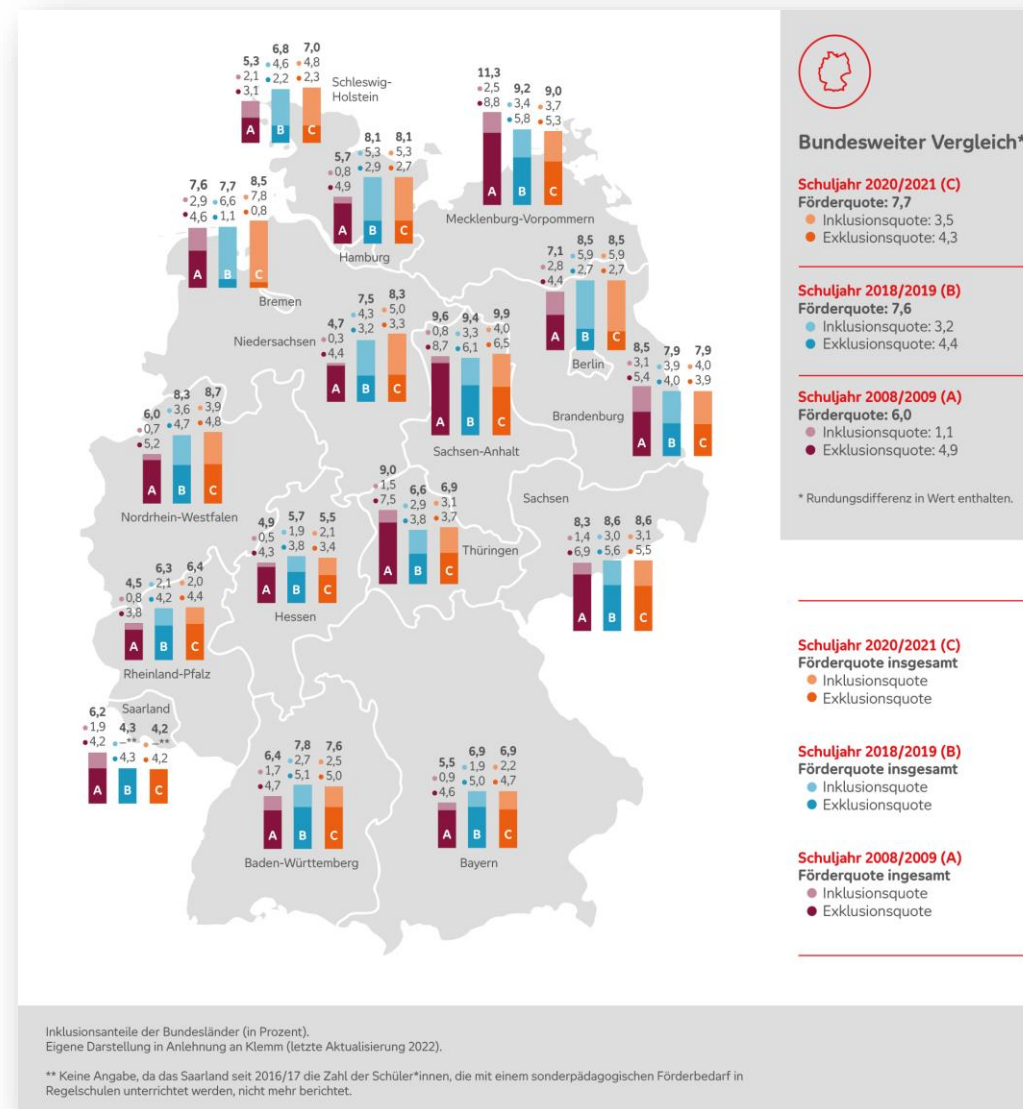 5,3 6,8 7,0
2,1 4,6 4,8
3,1 2,2 2,3
A B C
Schleswig-
Holstein
11,3 9,2 9,0
2,5 3,4 3,7
8,8 5,8 5,3
A B C
Mecklenburg-Vorpommern
5,7 8,1 8,1
0,8 5,3 5,3
4,9 2,9 2,7
A B C
Hamburg
7,6 7,7 8,5
2,9 6,6 7,8
4,6 1,1 0,8
A B C
Bremen
7,1 8,5 8,5
2,8 5,9 5,9
4,4 2,7 2,7
A B C
Berlin
Niedersachsen
4,7 7,5 8,3
0,3 4,3 5,0
4,4 3,2 3,3
A B C
9,6 9,4 9,9
0,8 3,3 4,0
8,7 6,1 6,5
A B C
Sachsen-Anhalt
8,5 7,9 7,9
3,1 3,9 4,0
5,4 4,0 3,9
Brandenburg
A B C
6,0 8,3 8,7
0,7 3,6 3,9
5,2 4,7 4,8
A B C
Nordrhein-Westfalen
9,0 6,6 6,9
1,5 2,9 3,1
7,5 3,8 3,7
A B C
Thüringen
Sachsen
8,3 8,6 8,6
1,4 3,0 3,1
6,9 5,6 5,5
A B C
4,9 5,7 5,5
0,5 1,9 2,1
4,3 3,8 3,4
A B C
Hessen
4,5 6,3 6,4
0,8 2,1 2,0
3,8 4,2 4,4
A B C
Rheinland-Pfalz
Saarland
6,2 4,3 4,2
1,9 –** –**
4,2 4,3 4,2
A B C
6,4 7,8 7,6
1,7 2,7 2,5
4,7 5,1 5,0
A B C
Baden-Württemberg
5,5 6,9 6,9
0,9 1,9 2,2
4,6 5,0 4,7
A B C
Bayern
Bundesweiter Vergleich*
Schuljahr 2020/2021 (C)
Förderquote: 7,7
Inklusionsquote: 3,5
Exklusionsquote: 4,3
Schuljahr 2018/2019 (B)
Förderquote: 7,6
Inklusionsquote: 3,2
Exklusionsquote: 4,4
Schuljahr 2008/2009 (A)
Förderquote: 6,0
Inklusionsquote: 1,1
Exklusionsquote: 4,9
* Rundungsdifferenz in Wert enthalten.
Schuljahr 2020/2021 (C)
Förderquote insgesamt
Inklusionsquote
Exklusionsquote
Schuljahr 2018/2019 (B)
Förderquote insgesamt
Inklusionsquote
Exklusionsquote
Schuljahr 2008/2009 (A)
Förderquote ingesamt
Inklusionsquote
Exklusionsquote
Inklusionsanteile der Bundesländer (in Prozent).
Eigene Darstellung in Anlehnung an Klemm (letzte Aktualisierung 2022).
** Keine Angabe, da das Saarland seit 2016/17 die Zahl der Schüler*innen, die mit einem sonderpädagogischen Förderbedarf in
Regelschulen unterrichtet werden, nicht mehr berichtet.